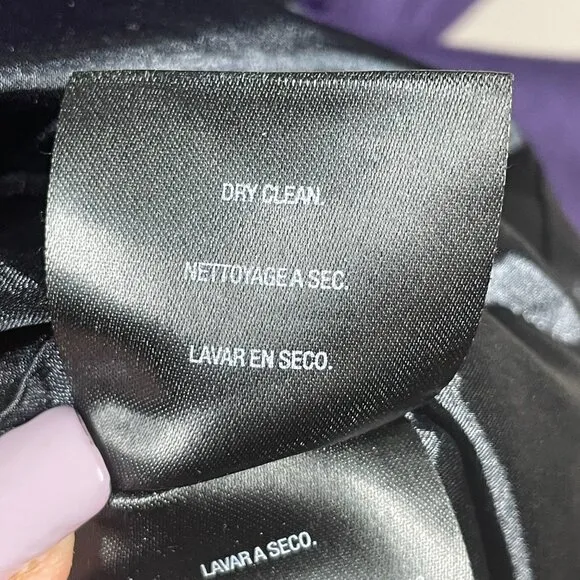 DRY CLEAN.
NETTOYAGE A SEC.
LAVAR EN SECO.
LAVAR A SECO.